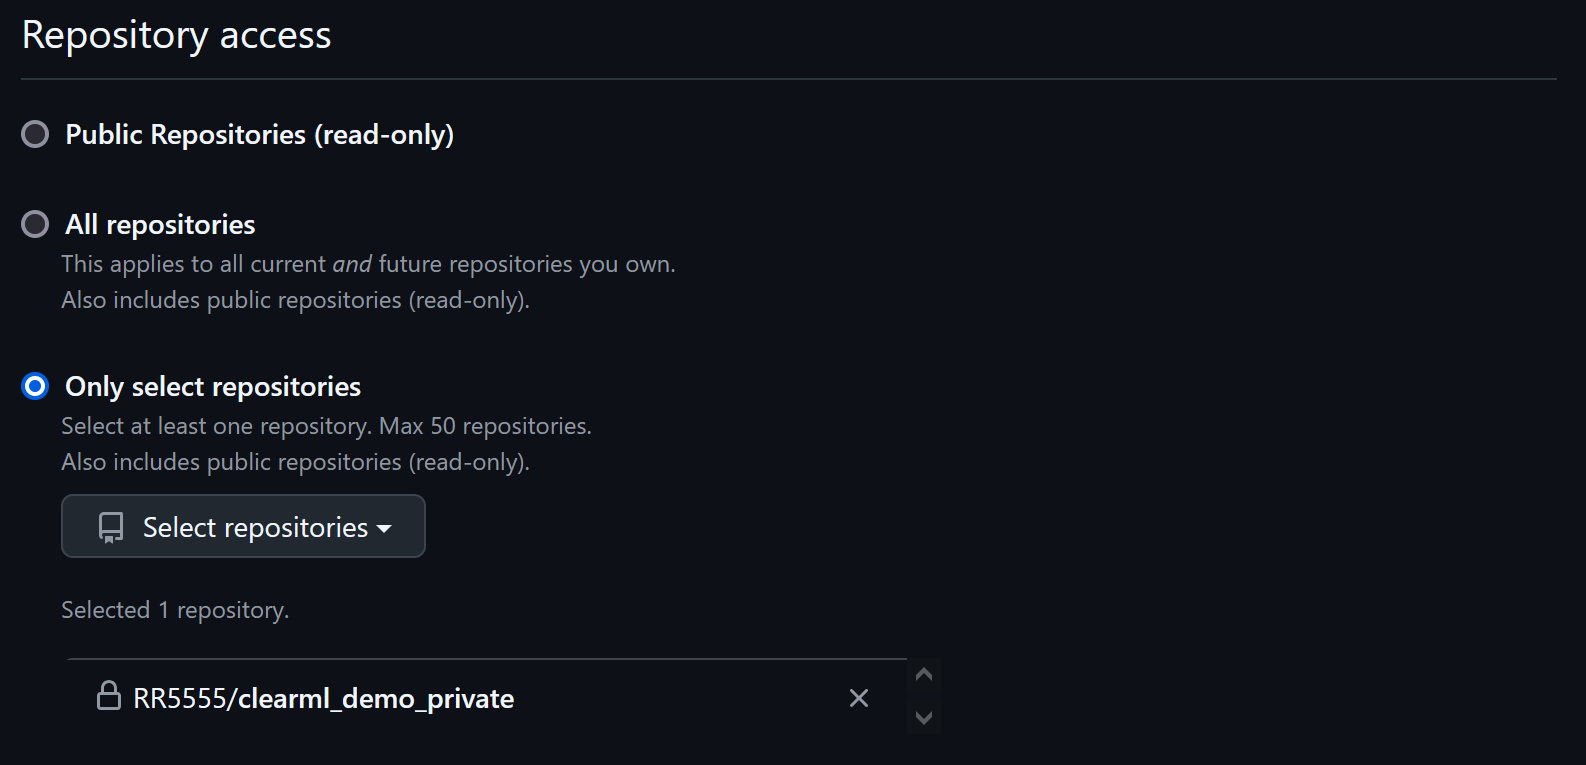 Repository access
Public Repositories (read-only)
All repositories
This applies to all current and future repositories you own.
Also includes public repositories (read-only).
Only select repositories
Select at least one repository. Max 50 repositories.
Also includes public repositories (read-only).
Select repositories
Selected 1 repository.
RR5555/clearml_demo_private